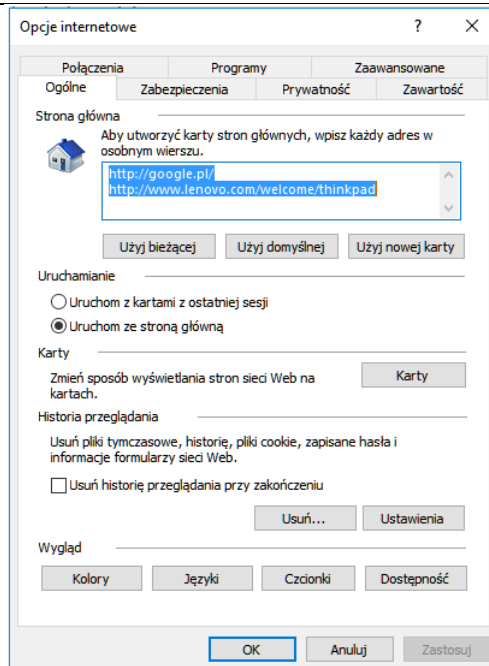 Opcje internetowe ? ×
Połączenia Programy Zaawansowane
Ogólne Zabezpieczenia Prywatność Zawartość
Strona główna
Aby utworzyć karty stron głównych, wpisz każdy adres w
osobnym wierszu.
http://google.pl/
http://www.lenovo.com/welcome/thinkpad
Użyj bieżącej Użyj domyślnej Użyj nowej karty
Uruchamianie
Uruchom z kartami z ostatniej sesji
Uruchom ze stroną główną
Karty
Zmień sposób wyświetlania stron sieci Web na
kartach.
Karty
Historia przeglądania
Usuń pliki tymczasowe, historię, pliki cookie, zapisane hasła i
informacje formularzy sieci Web.
Usuń historię przeglądania przy zakończeniu
Usuń... Ustawienia
Wygląd
Kolory Języki Czcionki Dostępność
OK Anuluj Zastosuj